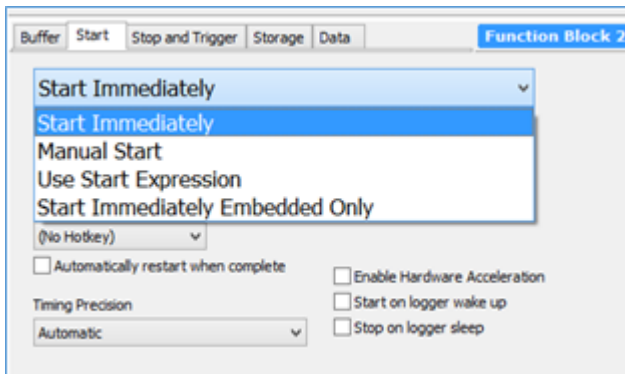 Buffer Start Stop and Trigger Storage Data Function Block 2
Start Immediately
Start Immediately
Manual Start
Use Start Expression
Start Immediately Embedded Only
(No Hotkey)
Automatically restart when complete
Enable Hardware Acceleration
Timing Precision
Start on logger wake up
Automatic
Stop on logger sleep